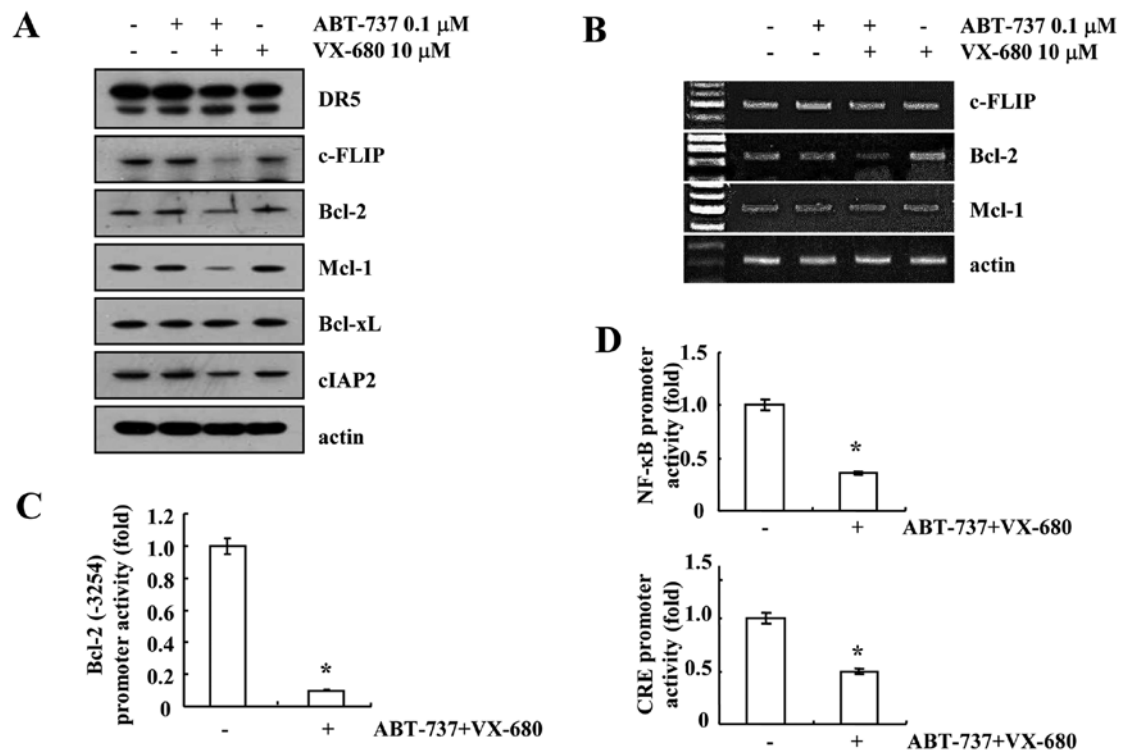 A
- + + - ABT-737 0.1 μM
- - + + VX-680 10 μM
DR5
c-FLIP
Bcl-2
Mcl-1
Bcl-xL
cIAP2
actin
B
- + + - ABT-737 0.1 μM
- - + + VX-680 10 μM
c-FLIP
Bcl-2
Mcl-1
actin
C
Bcl-2 (-3254)
promoter activity (fold)
1.2
1.0
0.8
0.6
0.4
0.2
0
*
- + ABT-737+VX-680
D
NF-κB promoter
activity (fold)
1.5
1.0
0.5
0
*
- + ABT-737+VX-680
CRE promoter
activity (fold)
1.5
1.0
0.5
0
*
- + ABT-737+VX-680